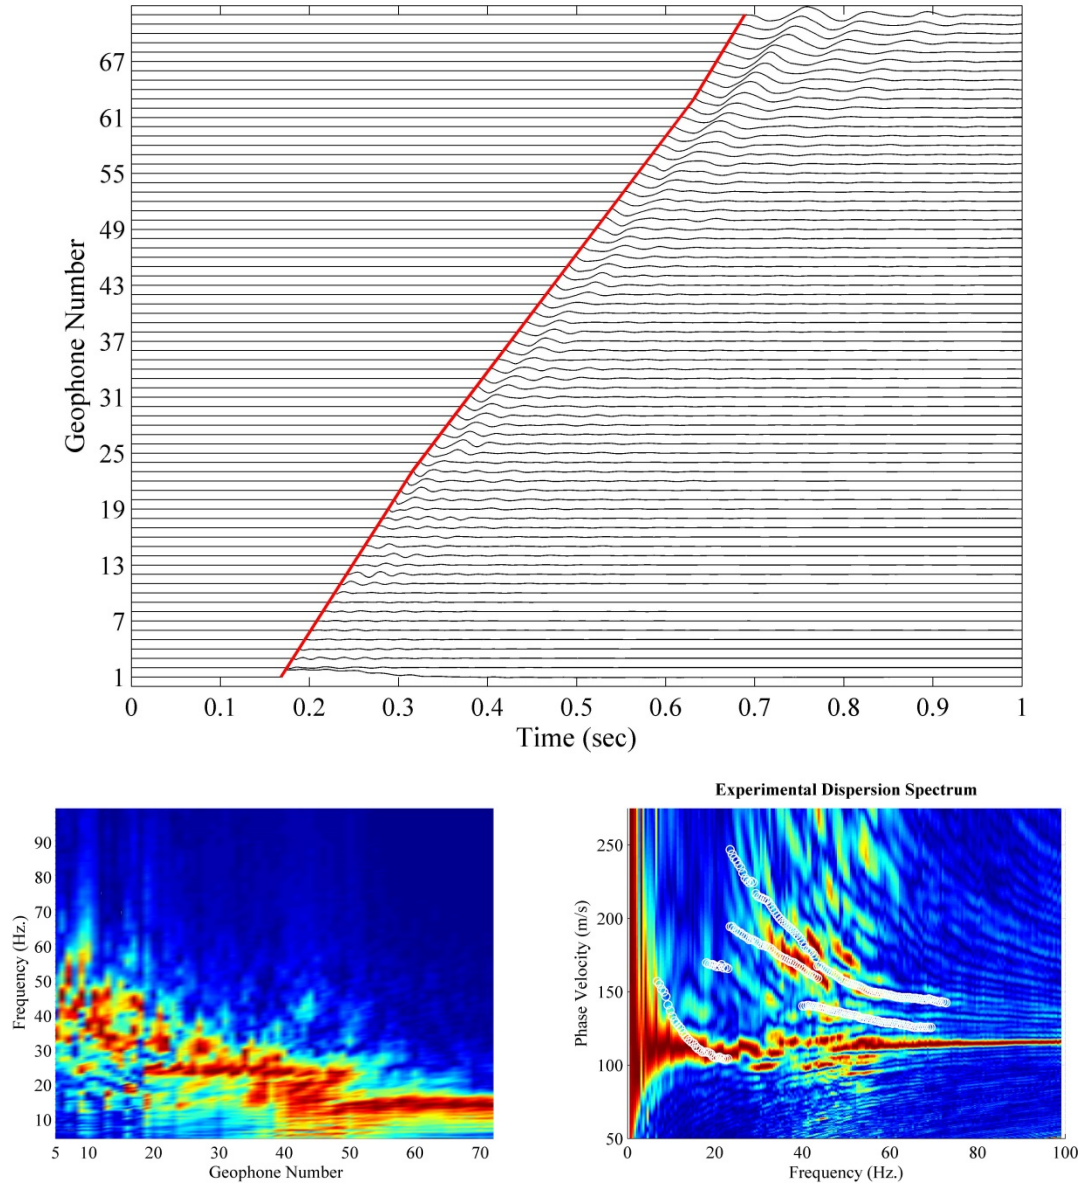 67
61
55
49
43
37
31
25
19
13
7
1
Geophone Number
0 0.1 0.2 0.3 0.4 0.5 0.6 0.7 0.8 0.9 1
Time (sec)
90
80
70
60
50
40
30
20
10
Frequency (Hz.)
5 10 20 30 40 50 60 70
Geophone Number
Experimental Dispersion Spectrum
250
200
150
100
50
Phase Velocity (m/s)
0 20 40 60 80 100
Frequency (Hz.)